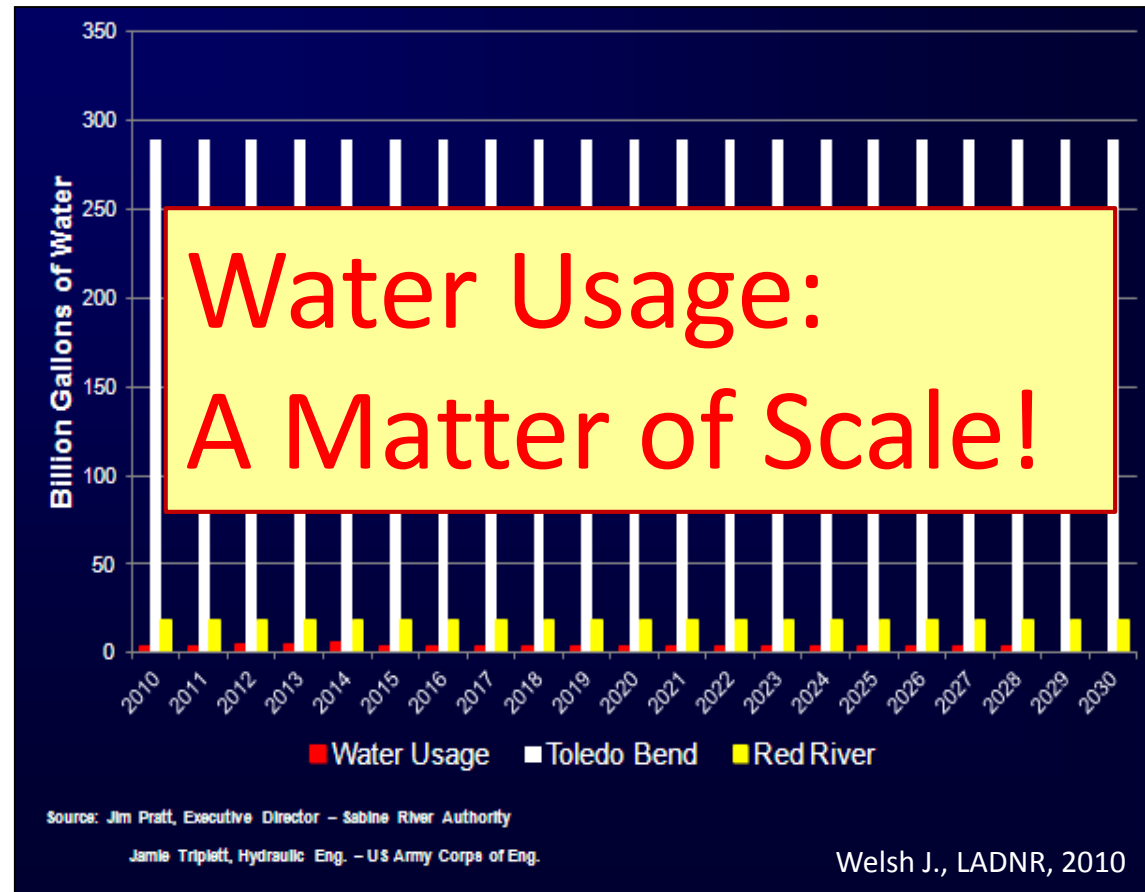 350
300
250
200
150
100
50
0
Billion Gallons of Water
Water Usage:
A Matter of Scale!
2010 2011 2012 2013 2014 2015 2016 2017 2018 2019 2020 2021 2022 2023 2024 2025 2026 2027 2028 2029 2030
Water Usage Toledo Bend Red River
Source: Jim Pratt, Executive Director – Sabine River Authority
Jamie Triplett, Hydraulic Eng. – US Army Corps of Eng.
Welsh J., LADNR, 2010